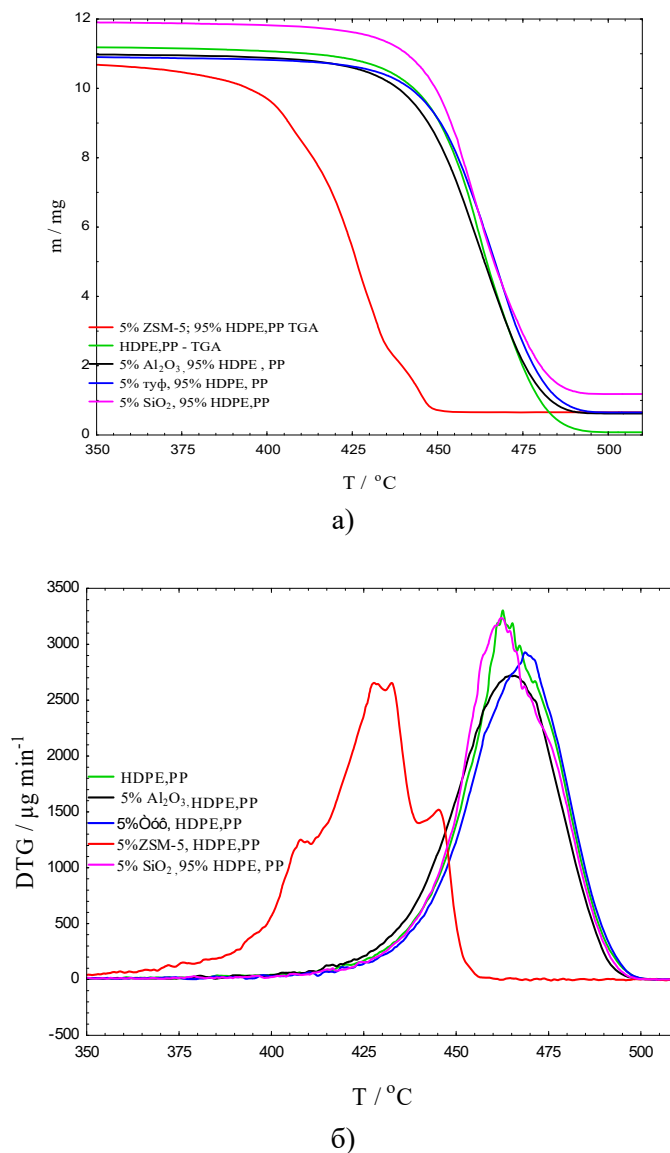 12
10
8
6
4
2
0
m / mg
5% ZSM-5; 95% HDPE,PP TGA
HDPE,PP - TGA
5% Al₂O₃, 95% HDPE , PP
5% туф, 95% HDPE, PP
5% SiO₂, 95% HDPE,PP
350 400 425 450 475 500
T / °C
а)
3500
3000
2500
2000
1500
1000
500
0
-500
DTG / µg min⁻¹
HDPE,PP
5% Al₂O₃, HDPE,PP
5%Òóô, HDPE,PP
5%ZSM-5, HDPE,PP
5% SiO₂ ,95% HDPE, PP
350 375 400 425 450 475 500
T / °C
б)